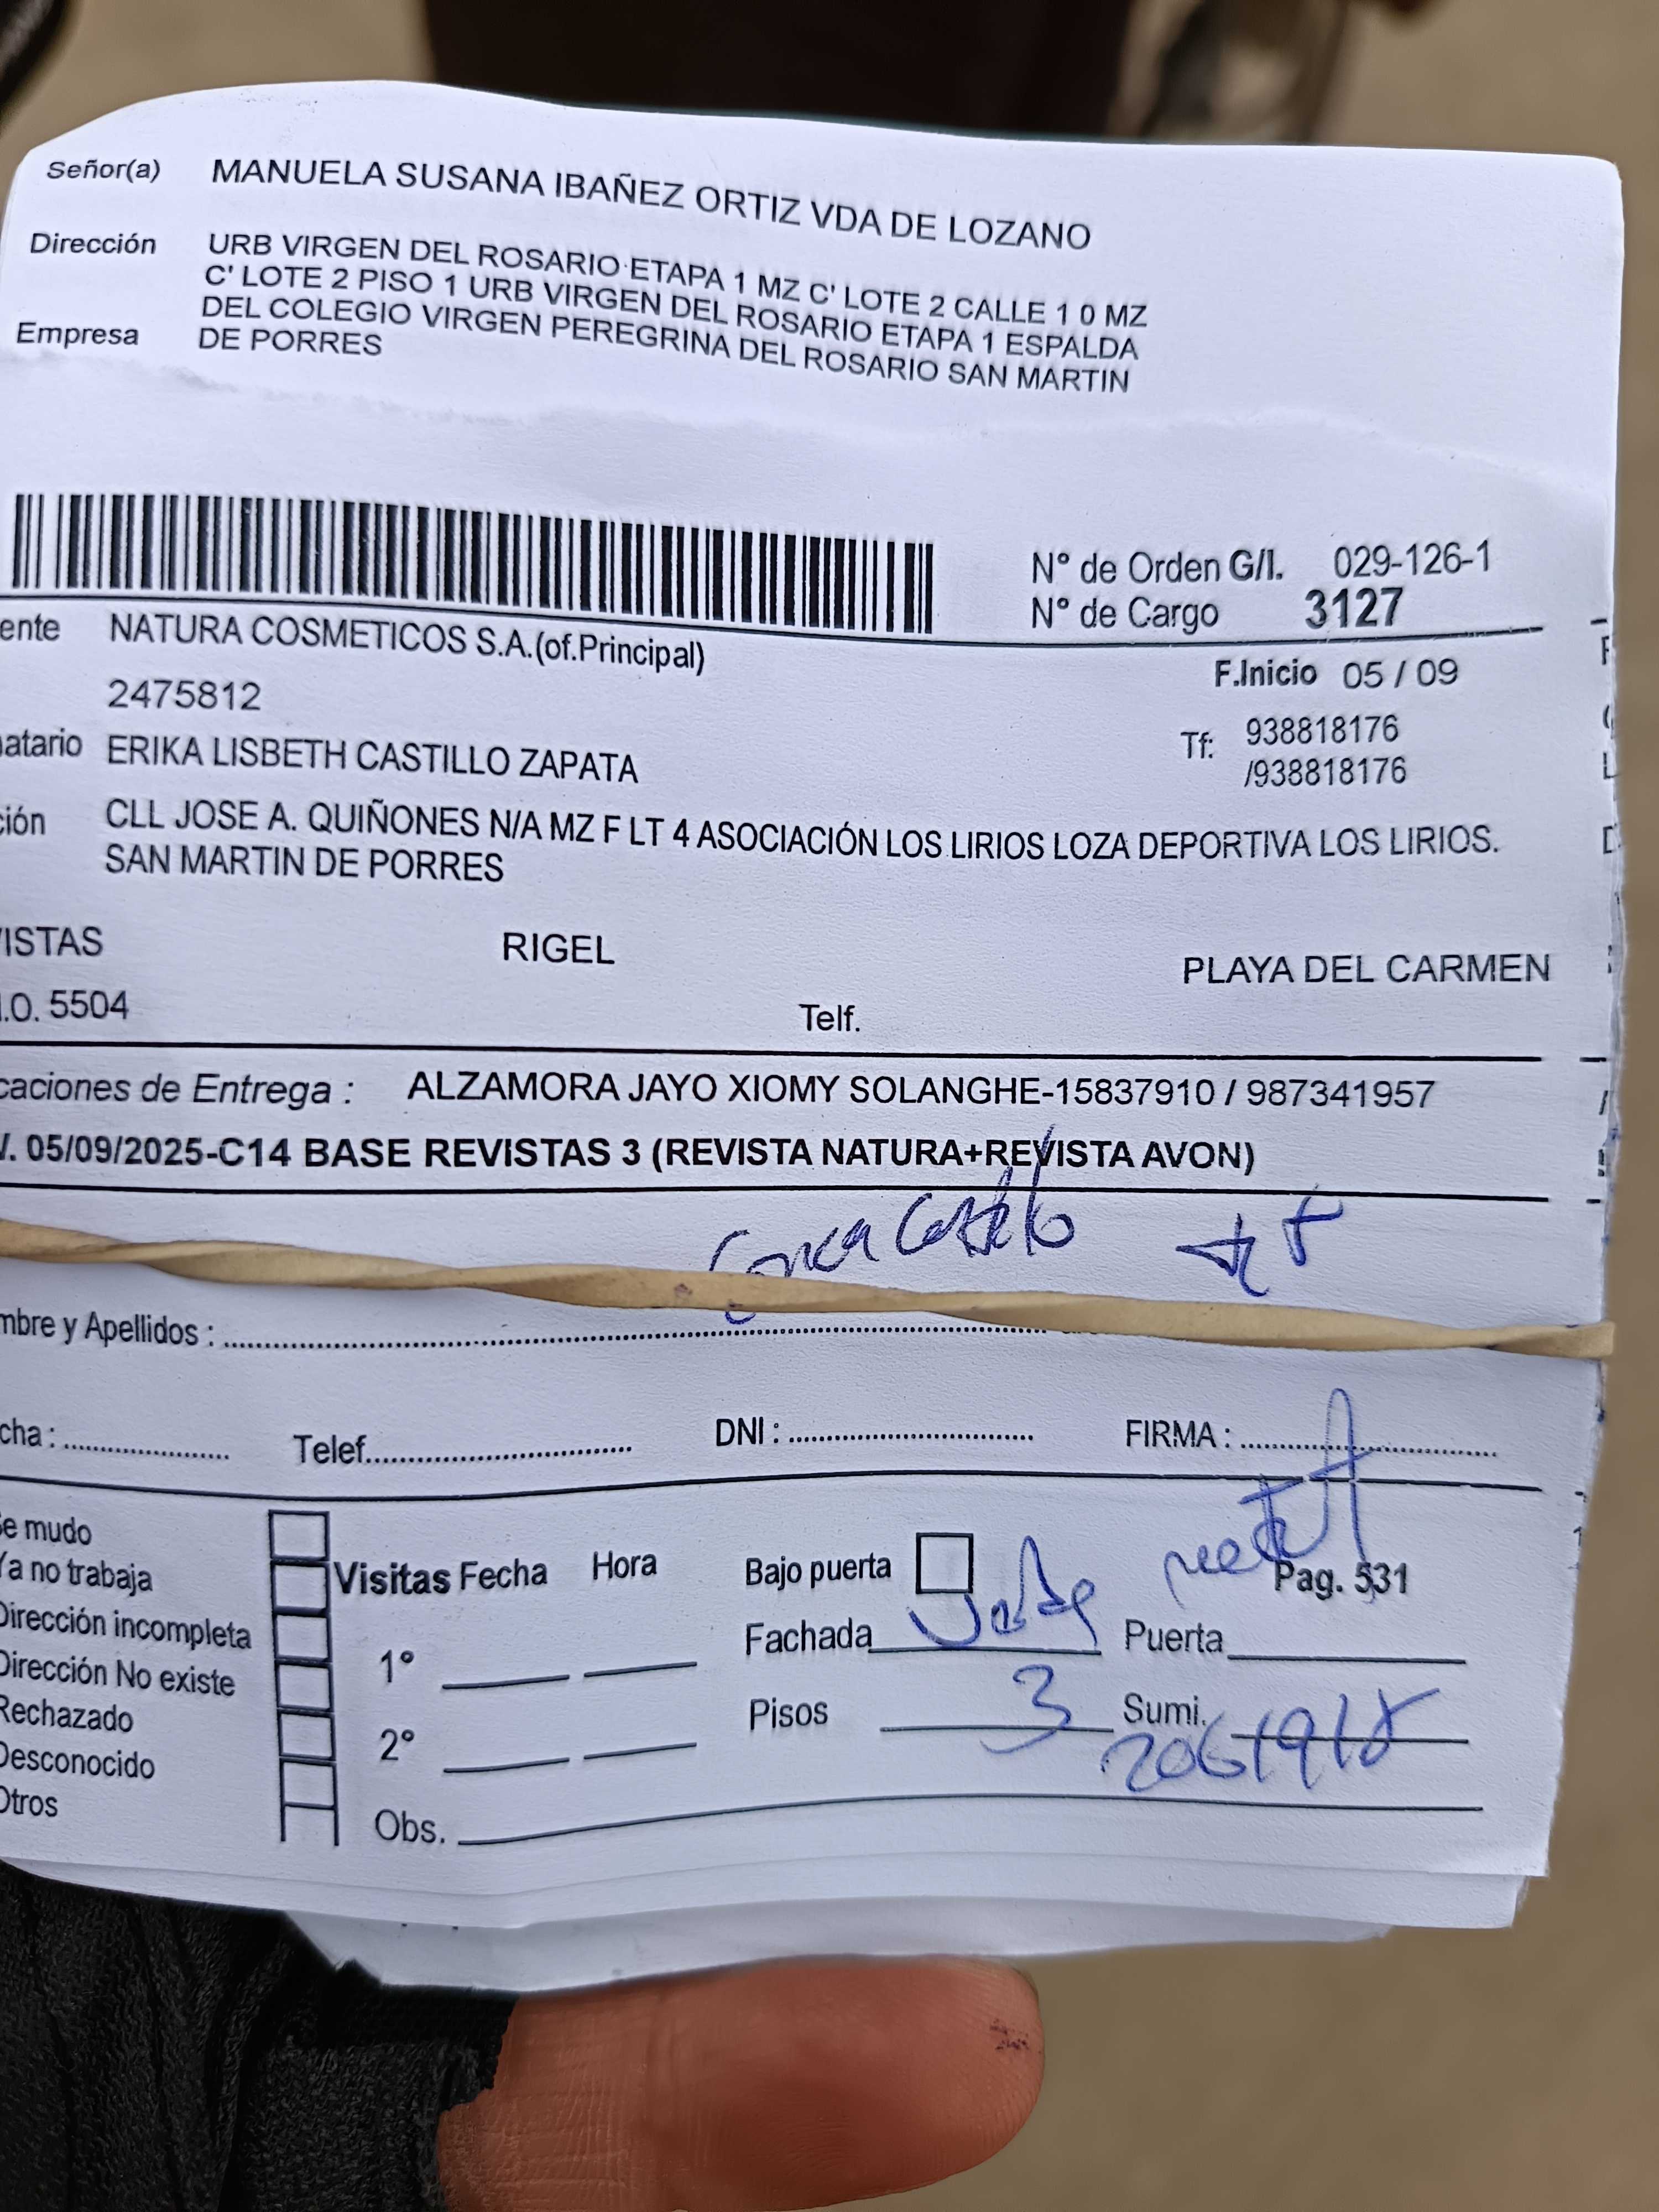 Señor(a) MANUELA SUSANA IBAÑEZ ORTIZ VDA DE LOZANO
Dirección URB VIRGEN DEL ROSARIO ETAPA 1 MZ C' LOTE 2 CALLE 1 0 MZ
C' LOTE 2 PISO 1 URB VIRGEN DEL ROSARIO ETAPA 1 ESPALDA
DEL COLEGIO VIRGEN PEREGRINA DEL ROSARIO SAN MARTIN
Empresa DE PORRES
N° de Orden G/I. 029-126-1
N° de Cargo 3127
ente NATURA COSMETICOS S.A.(of.Principal)
2475812
F.Inicio 05 / 09
natario ERIKA LISBETH CASTILLO ZAPATA
Tf: 938818176
/938818176
ción CLL JOSE A. QUIÑONES N/A MZ F LT 4 ASOCIACIÓN LOS LIRIOS LOZA DEPORTIVA LOS LIRIOS.
SAN MARTIN DE PORRES
VISTAS RIGEL PLAYA DEL CARMEN
.O. 5504 Telf.
caciones de Entrega : ALZAMORA JAYO XIOMY SOLANGHE-15837910 / 987341957
V. 05/09/2025-C14 BASE REVISTAS 3 (REVISTA NATURA+REVISTA AVON)
Castillo
mbre y Apellidos :
cha : Telef. DNI : FIRMA :
Se mudo
Ya no trabaja
Dirección incompleta
Dirección No existe
Rechazado
Desconocido
Otros
Visitas Fecha Hora
1°
2°
Obs.
Bajo puerta Pag. 531
Fachada Puerta
Pisos 3 Sumi.